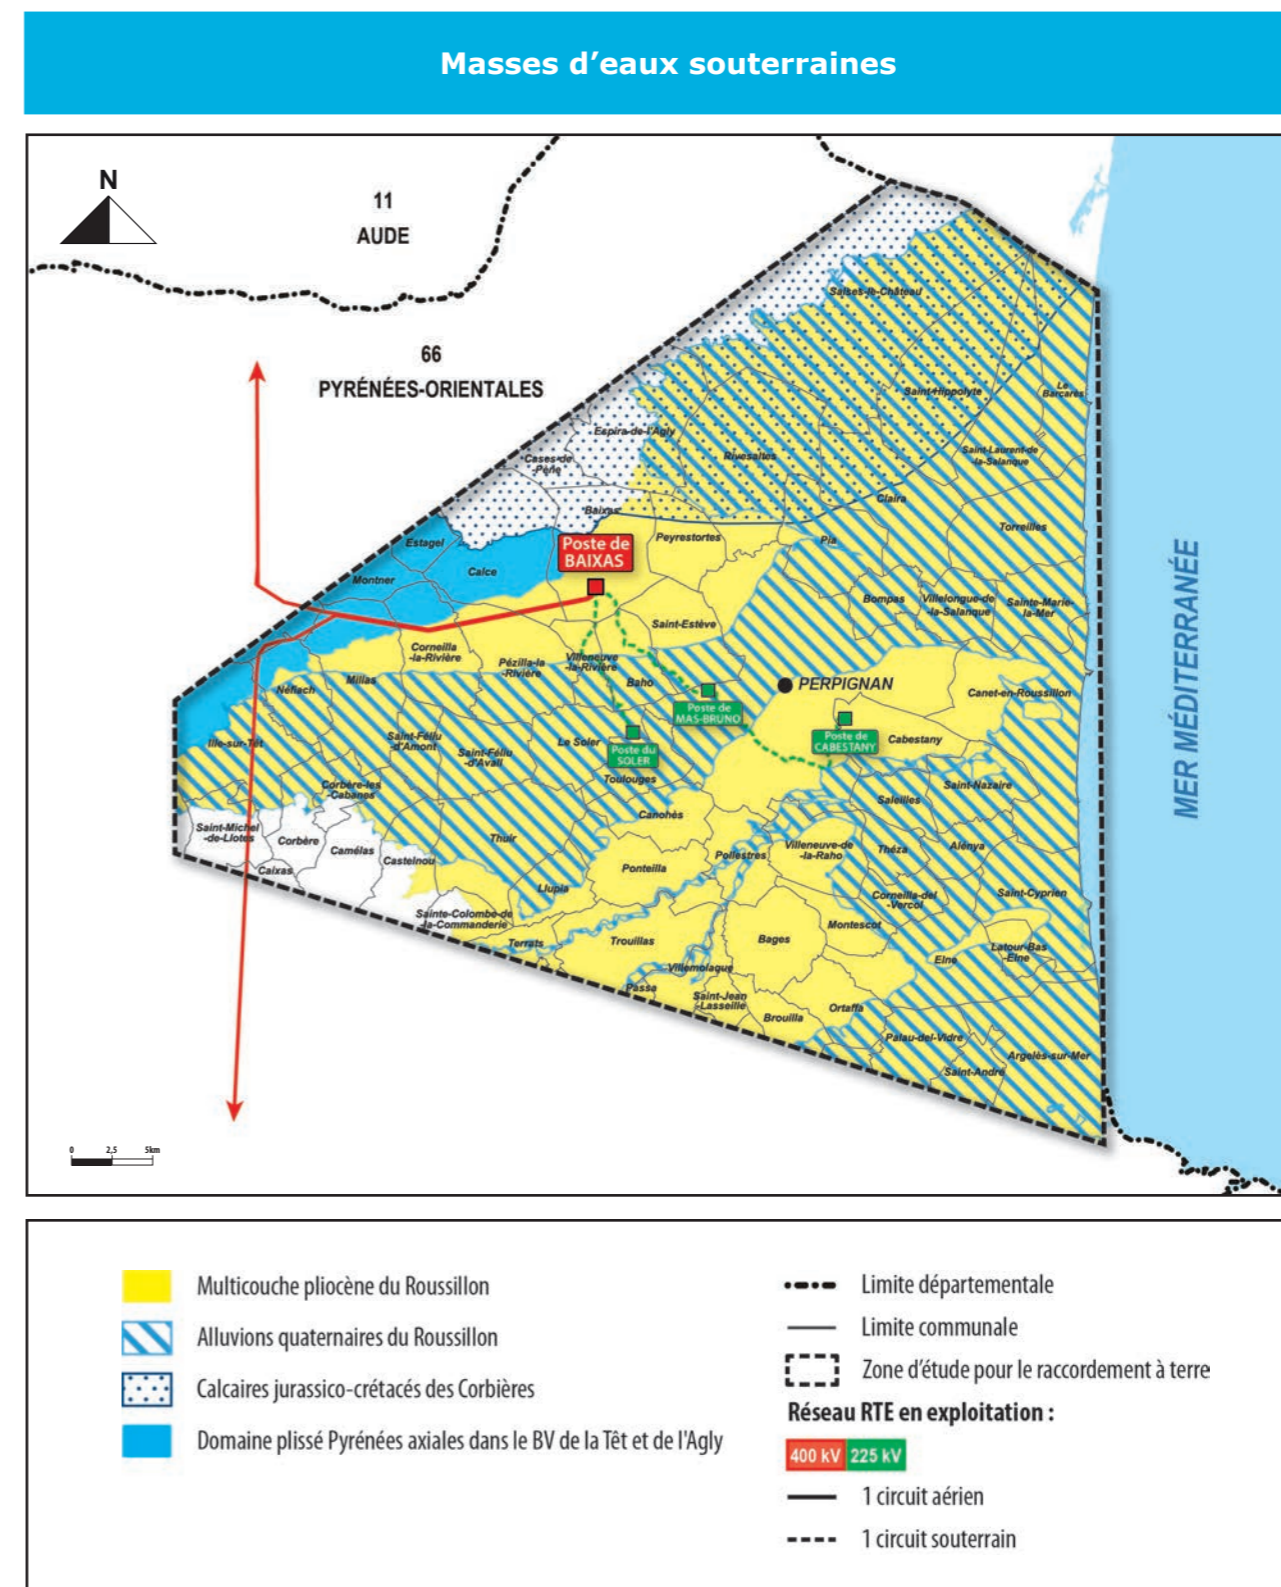 Masses d'eaux souterraines
N
11
AUDE
66
PYRÉNÉES-ORIENTALES
Salses-le-Château
Saint-Hippolyte
Le
Barcarès
Espira-de-l'Agly
Cases-de
-Pène
Rivesaltes
Saint-Laurent-de
-la-Salanque
Claira
Baixas
Torreilles
Peyrestortes
Pia
Estagel
Poste de
BAIXAS
Calce
Montner
Bompas
Villelongue-de
-la-Salanque
Sainte-Marie-
la-Mer
Saint-Estève
Corneilla
-la-Rivière
Pézilla-la
-Rivière
Villeneuve
-la-Rivière
Millas
Baho
Néfiach
PERPIGNAN
Canet-en-Roussillon
Poste de
MAS-BRUNO
Ille-sur-Têt
Saint-Féliu
-d'Amont
Saint-Féliu
-d'Avall
Le Soler
Poste du
SOLER
Poste de
CABESTANY
Cabestany
Toulouges
Corbère-les
-Cabanes
Saint-Nazaire
Saleilles
Canohès
Saint-Michel
-de-Llotes
Corbère
Camélas
Castelnou
Thuir
Pollestres
Villeneuve-de
-la-Raho
Théza
Alénya
Caixas
Ponteilla
Llupia
Corneilla-del
-Vercol
Saint-Cyprien
Sainte-Colombe-de
-la-Commanderie
Montescot
Terrats
Trouillas
Bages
Elne
Latour-Bas
-Elne
Villemolaque
Passa
Saint-Jean
-Lasseille
Brouilla
Ortaffa
Palau-del-Vidre
Argelès-sur-Mer
Saint-André
MER MÉDITERRANÉE
0 2,5 5km
Multicouche pliocène du Roussillon
Alluvions quaternaires du Roussillon
Calcaires jurassico-crétacés des Corbières
Domaine plissé Pyrénées axiales dans le BV de la Têt et de l'Agly
Limite départementale
Limite communale
Zone d'étude pour le raccordement à terre
Réseau RTE en exploitation :
400 kV 225 kV
1 circuit aérien
1 circuit souterrain